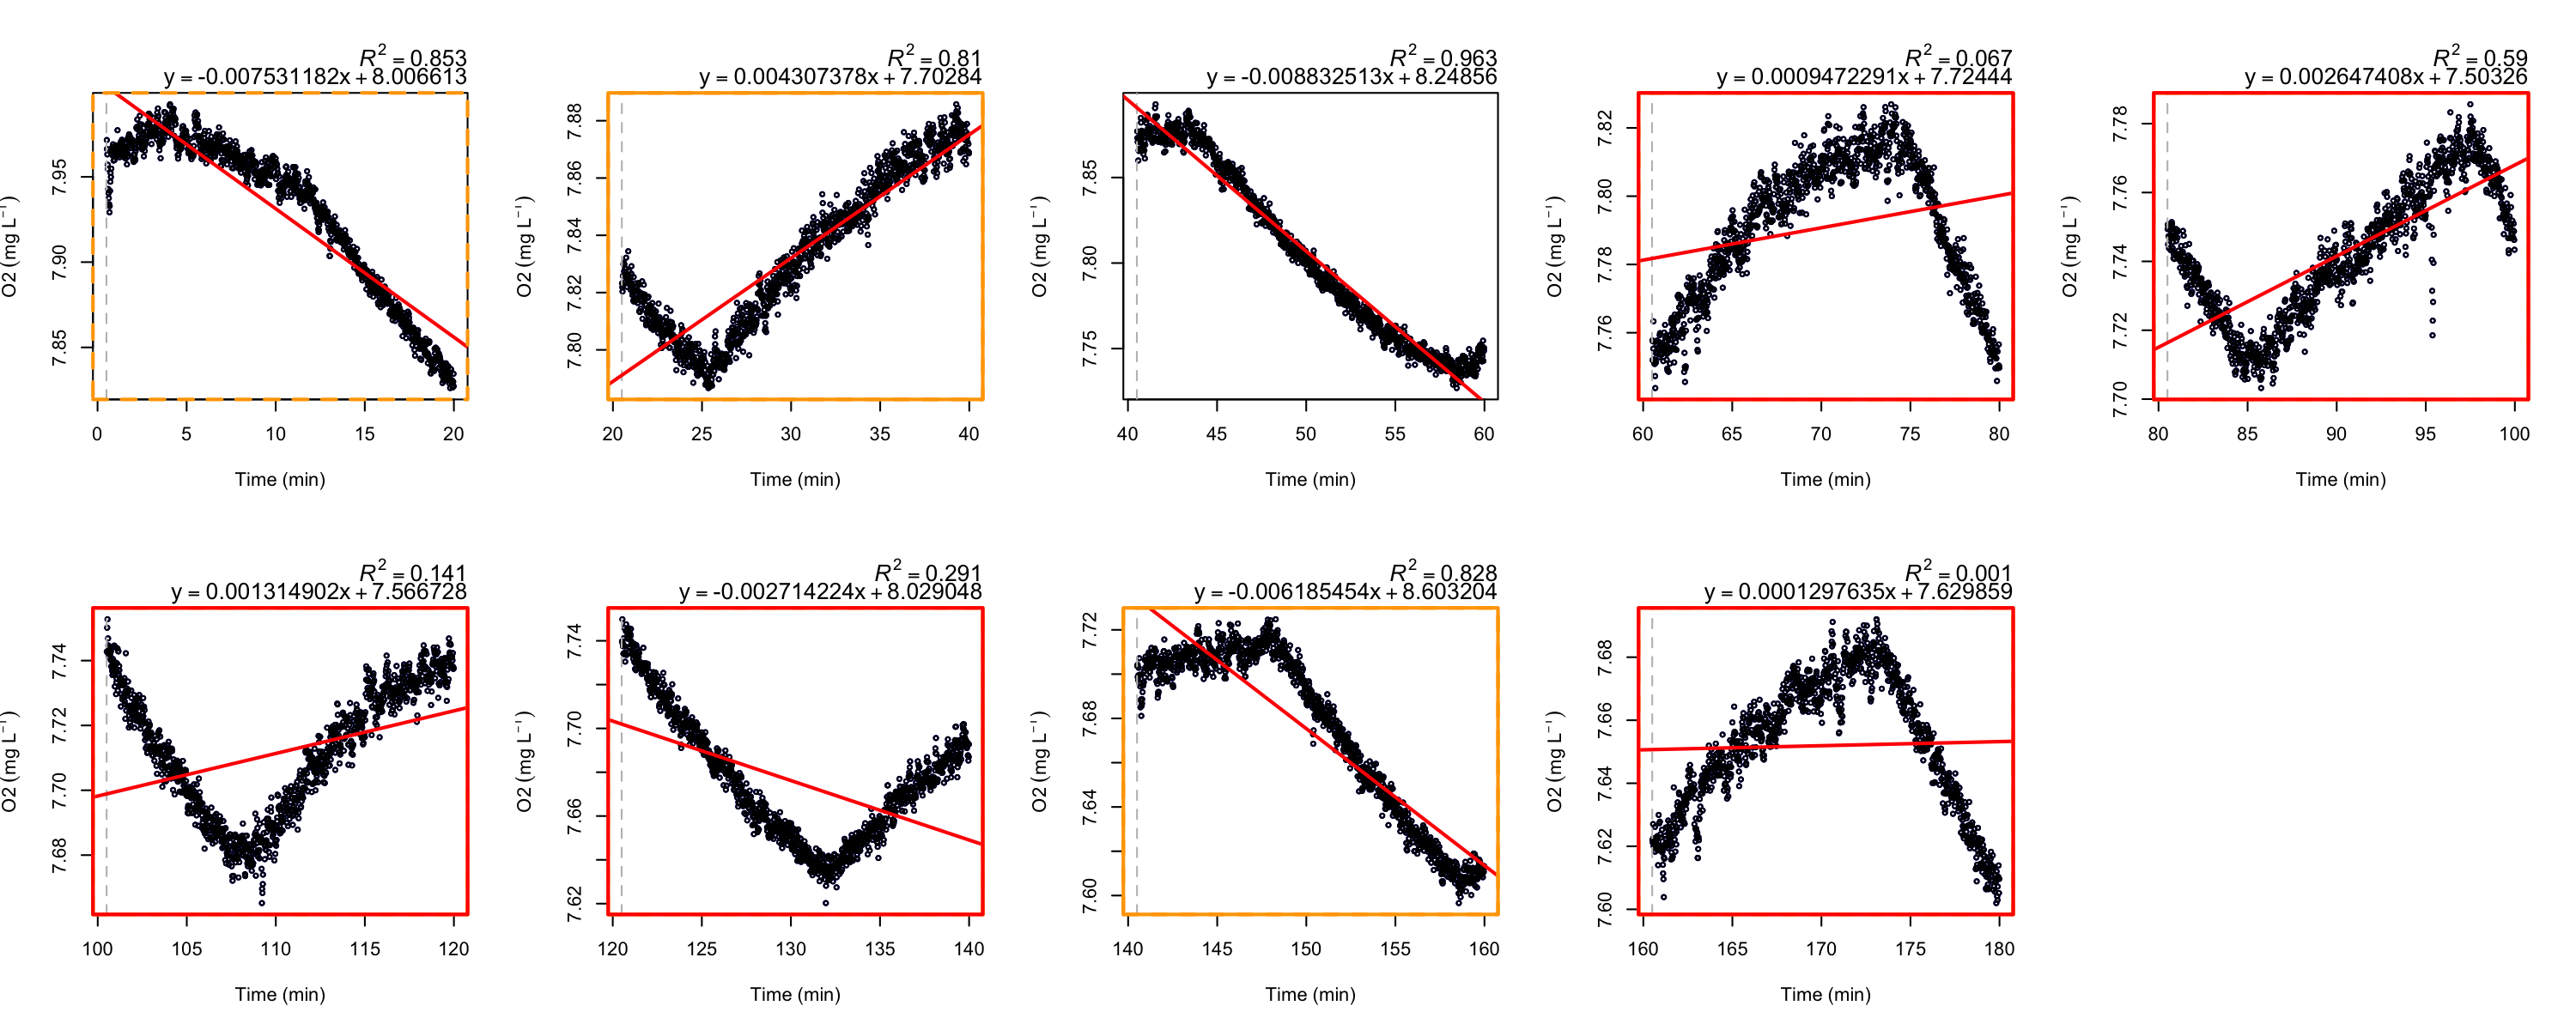 R² = 0.853
y = -0.007531182x + 8.006613
O2 (mg L⁻¹)
7.95
7.90
7.85
0 5 10 15 20
Time (min)
R² = 0.81
y = 0.004307378x + 7.70284
O2 (mg L⁻¹)
7.88
7.86
7.84
7.82
7.80
20 25 30 35 40
Time (min)
R² = 0.963
y = -0.008832513x + 8.24856
O2 (mg L⁻¹)
7.85
7.80
7.75
40 45 50 55 60
Time (min)
R² = 0.067
y = 0.0009472291x + 7.72444
O2 (mg L⁻¹)
7.82
7.80
7.78
7.76
60 65 70 75 80
Time (min)
R² = 0.59
y = 0.002647408x + 7.50326
O2 (mg L⁻¹)
7.78
7.76
7.74
7.72
7.70
80 85 90 95 100
Time (min)
R² = 0.141
y = 0.001314902x + 7.566728
O2 (mg L⁻¹)
7.74
7.72
7.70
7.68
100 105 110 115 120
Time (min)
R² = 0.291
y = -0.002714224x + 8.029048
O2 (mg L⁻¹)
7.74
7.70
7.66
7.62
120 125 130 135 140
Time (min)
R² = 0.828
y = -0.006185454x + 8.603204
O2 (mg L⁻¹)
7.72
7.68
7.64
7.60
140 145 150 155 160
Time (min)
R² = 0.001
y = 0.0001297635x + 7.629859
O2 (mg L⁻¹)
7.68
7.66
7.64
7.62
7.60
160 165 170 175 180
Time (min)